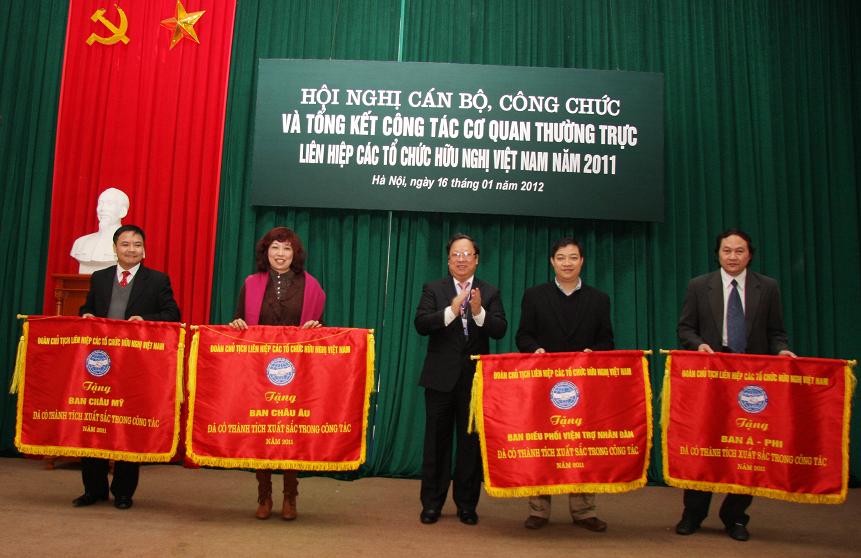 HỘI NGHỊ CÁN BỘ, CÔNG CHỨC
VÀ TỔNG KẾT CÔNG TÁC CƠ QUAN THƯỜNG TRỰC
LIÊN HIỆP CÁC TỔ CHỨC HỮU NGHỊ VIỆT NAM NĂM 2011
Hà Nội, ngày 16 tháng 01 năm 2012
ĐOÀN CHỦ TỊCH LIÊN HIỆP CÁC TỔ CHỨC HỮU NGHỊ VIỆT NAM
Tặng
BAN CHÂU MỸ
ĐÃ CÓ THÀNH TÍCH XUẤT SẮC TRONG CÔNG TÁC
NĂM 2011
ĐOÀN CHỦ TỊCH LIÊN HIỆP CÁC TỔ CHỨC HỮU NGHỊ VIỆT NAM
Tặng
BAN CHÂU ÂU
ĐÃ CÓ THÀNH TÍCH XUẤT SẮC TRONG CÔNG TÁC
NĂM 2011
ĐOÀN CHỦ TỊCH LIÊN HIỆP CÁC TỔ CHỨC HỮU NGHỊ VIỆT NAM
Tặng
BAN ĐIỀU PHỐI VIỆN TRỢ NHÂN DÂN
ĐÃ CÓ THÀNH TÍCH XUẤT SẮC TRONG CÔNG TÁC
NĂM 2011
ĐOÀN CHỦ TỊCH LIÊN HIỆP CÁC TỔ CHỨC HỮU NGHỊ VIỆT NAM
Tặng
BAN Á - PHI
ĐÃ CÓ THÀNH TÍCH XUẤT SẮC TRONG CÔNG TÁC
NĂM 2011